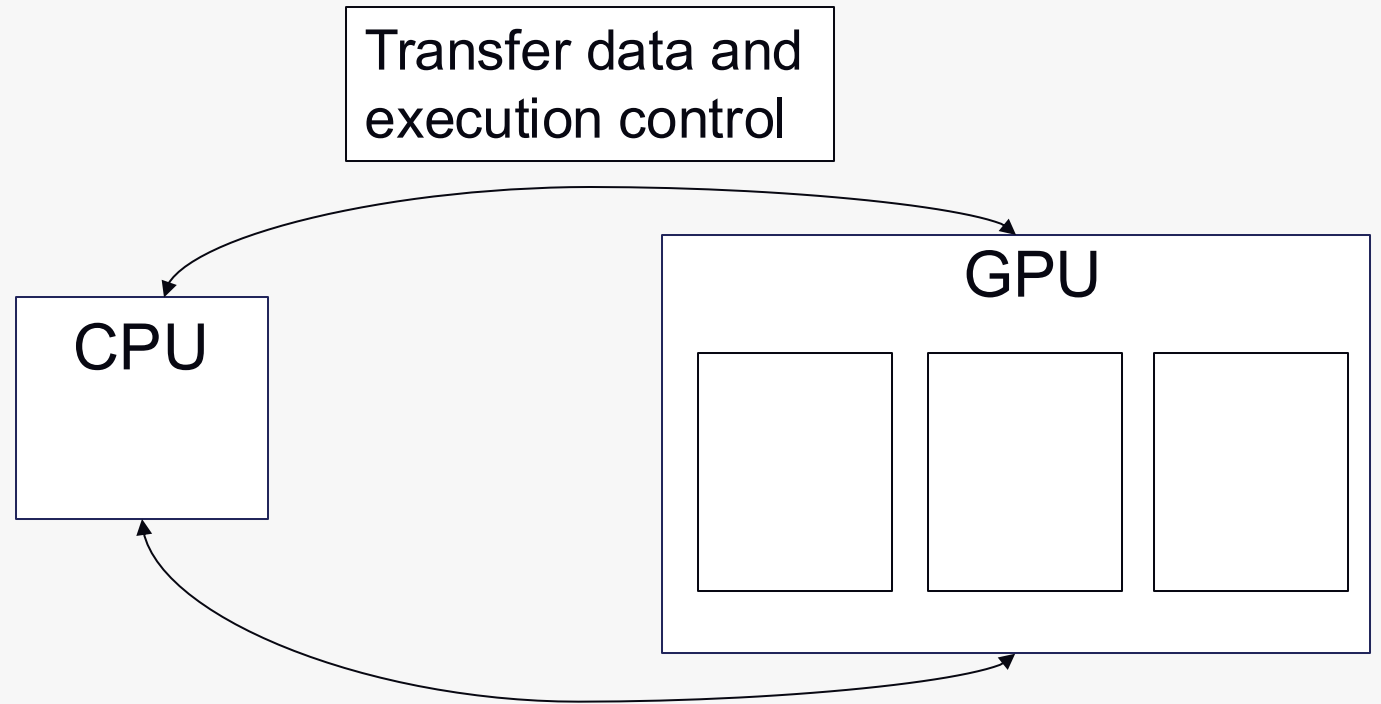 Transfer data and
execution control
GPU
CPU